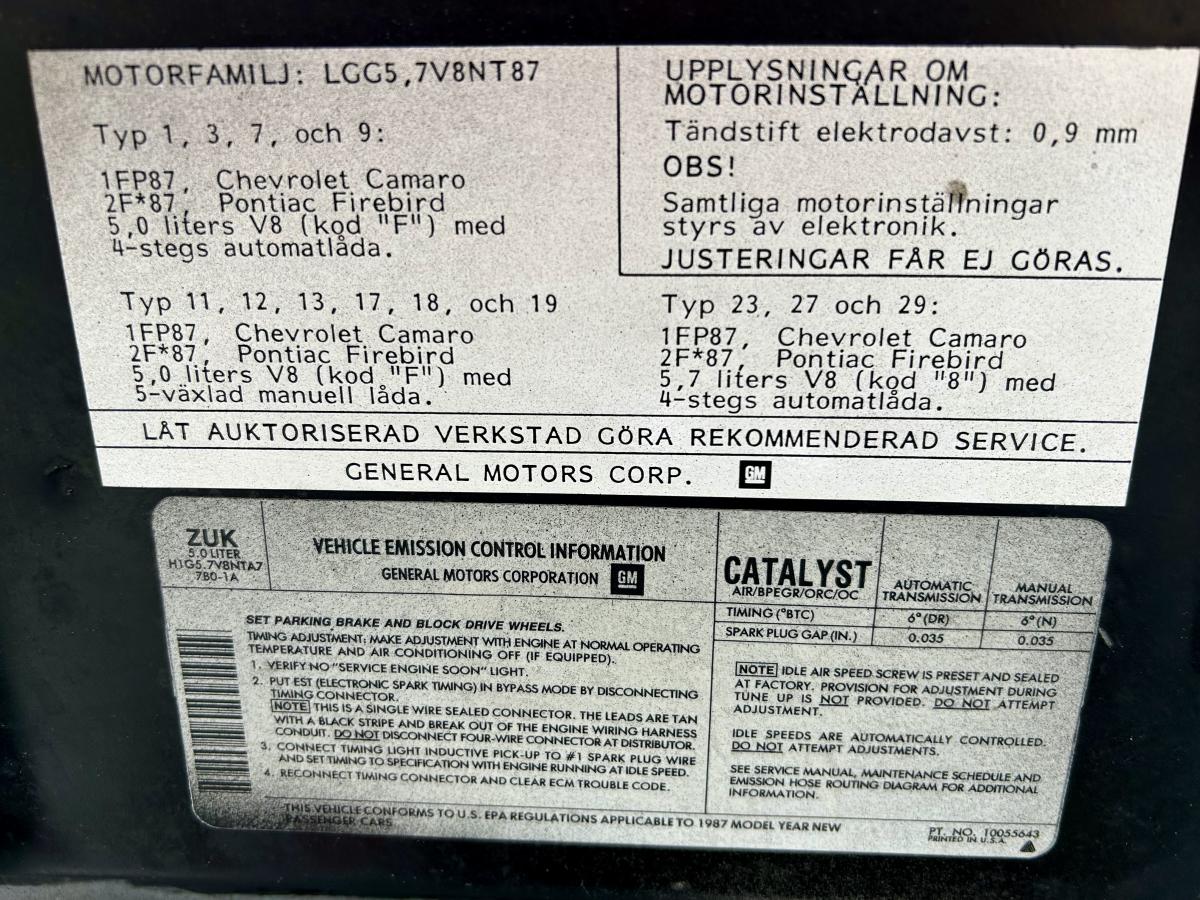 MOTORFAMILJ: LGG5,7V8NT87
Typ 1, 3, 7, och 9:
1FP87, Chevrolet Camaro
2F*87, Pontiac Firebird
5,0 liters V8 (kod "F") med
4-stegs automatlåda.
UPPLYSNINGAR OM
MOTORINSTÄLLNING:
Tändstift elektrodavst: 0,9 mm
OBS!
Samtliga motorinställningar
styrs av elektronik.
JUSTERINGAR FÅR EJ GÖRAS.
Typ 11, 12, 13, 17, 18, och 19
1FP87, Chevrolet Camaro
2F*87, Pontiac Firebird
5,0 liters V8 (kod "F") med
5-växlad manuell låda.
Typ 23, 27 och 29:
1FP87, Chevrolet Camaro
2F*87, Pontiac Firebird
5,7 liters V8 (kod "8") med
4-stegs automatlåda.
LÅT AUKTORISERAD VERKSTAD GÖRA REKOMMENDERAD SERVICE.
GENERAL MOTORS CORP. GM
ZUK
5.0 LITER
H1G5.7V8NTA7
7B0-1A
VEHICLE EMISSION CONTROL INFORMATION
GENERAL MOTORS CORPORATION GM
SET PARKING BRAKE AND BLOCK DRIVE WHEELS.
TIMING ADJUSTMENT: MAKE ADJUSTMENT WITH ENGINE AT NORMAL OPERATING
TEMPERATURE AND AIR CONDITIONING OFF (IF EQUIPPED).
1. VERIFY NO "SERVICE ENGINE SOON" LIGHT.
2. PUT EST (ELECTRONIC SPARK TIMING) IN BYPASS MODE BY DISCONNECTING
TIMING CONNECTOR.
NOTE THIS IS A SINGLE WIRE SEALED CONNECTOR. THE LEADS ARE TAN
WITH A BLACK STRIPE AND BREAK OUT OF THE ENGINE WIRING HARNESS
CONDUIT. DO NOT DISCONNECT FOUR-WIRE CONNECTOR AT DISTRIBUTOR.
3. CONNECT TIMING LIGHT INDUCTIVE PICK-UP TO #1 SPARK PLUG WIRE
AND SET TIMING TO SPECIFICATION WITH ENGINE RUNNING AT IDLE SPEED.
4. RECONNECT TIMING CONNECTOR AND CLEAR ECM TROUBLE CODE.
CATALYST
AIR/BPEGR/ORC/OC
AUTOMATIC
TRANSMISSION
MANUAL
TRANSMISSION
TIMING (°BTC) 6° (DR) 6° (N)
SPARK PLUG GAP (IN.) 0.035 0.035
NOTE IDLE AIR SPEED SCREW IS PRESET AND SEALED
AT FACTORY. PROVISION FOR ADJUSTMENT DURING
TUNE UP IS NOT PROVIDED. DO NOT ATTEMPT
ADJUSTMENT.
IDLE SPEEDS ARE AUTOMATICALLY CONTROLLED.
DO NOT ATTEMPT ADJUSTMENTS.
SEE SERVICE MANUAL, MAINTENANCE SCHEDULE AND
EMISSION HOSE ROUTING DIAGRAM FOR ADDITIONAL
INFORMATION.
THIS VEHICLE CONFORMS TO U.S. EPA REGULATIONS APPLICABLE TO 1987 MODEL YEAR NEW
PASSENGER CARS.
PT. NO. 10055643
PRINTED IN U.S.A.